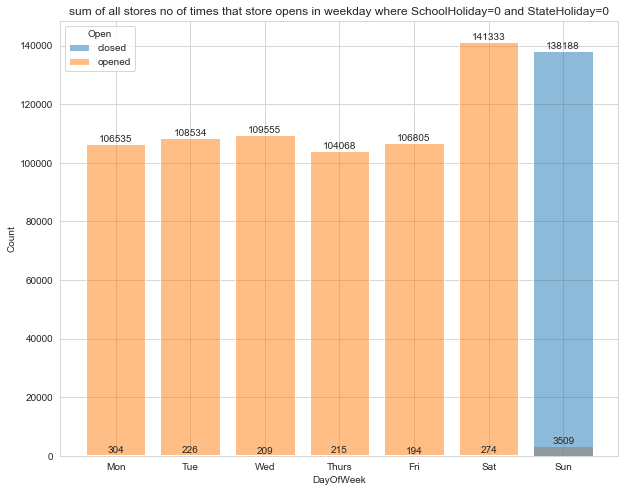 sum of all stores no of times that store opens in weekday where SchoolHoliday=0 and StateHoliday=0
Open
closed
opened
140000
120000
100000
80000
60000
40000
20000
0
Count
106535
108534
109555
104068
106805
141333
138188
304
226
209
215
194
274
3509
Mon
Tue
Wed
Thurs
Fri
Sat
Sun
DayOfWeek